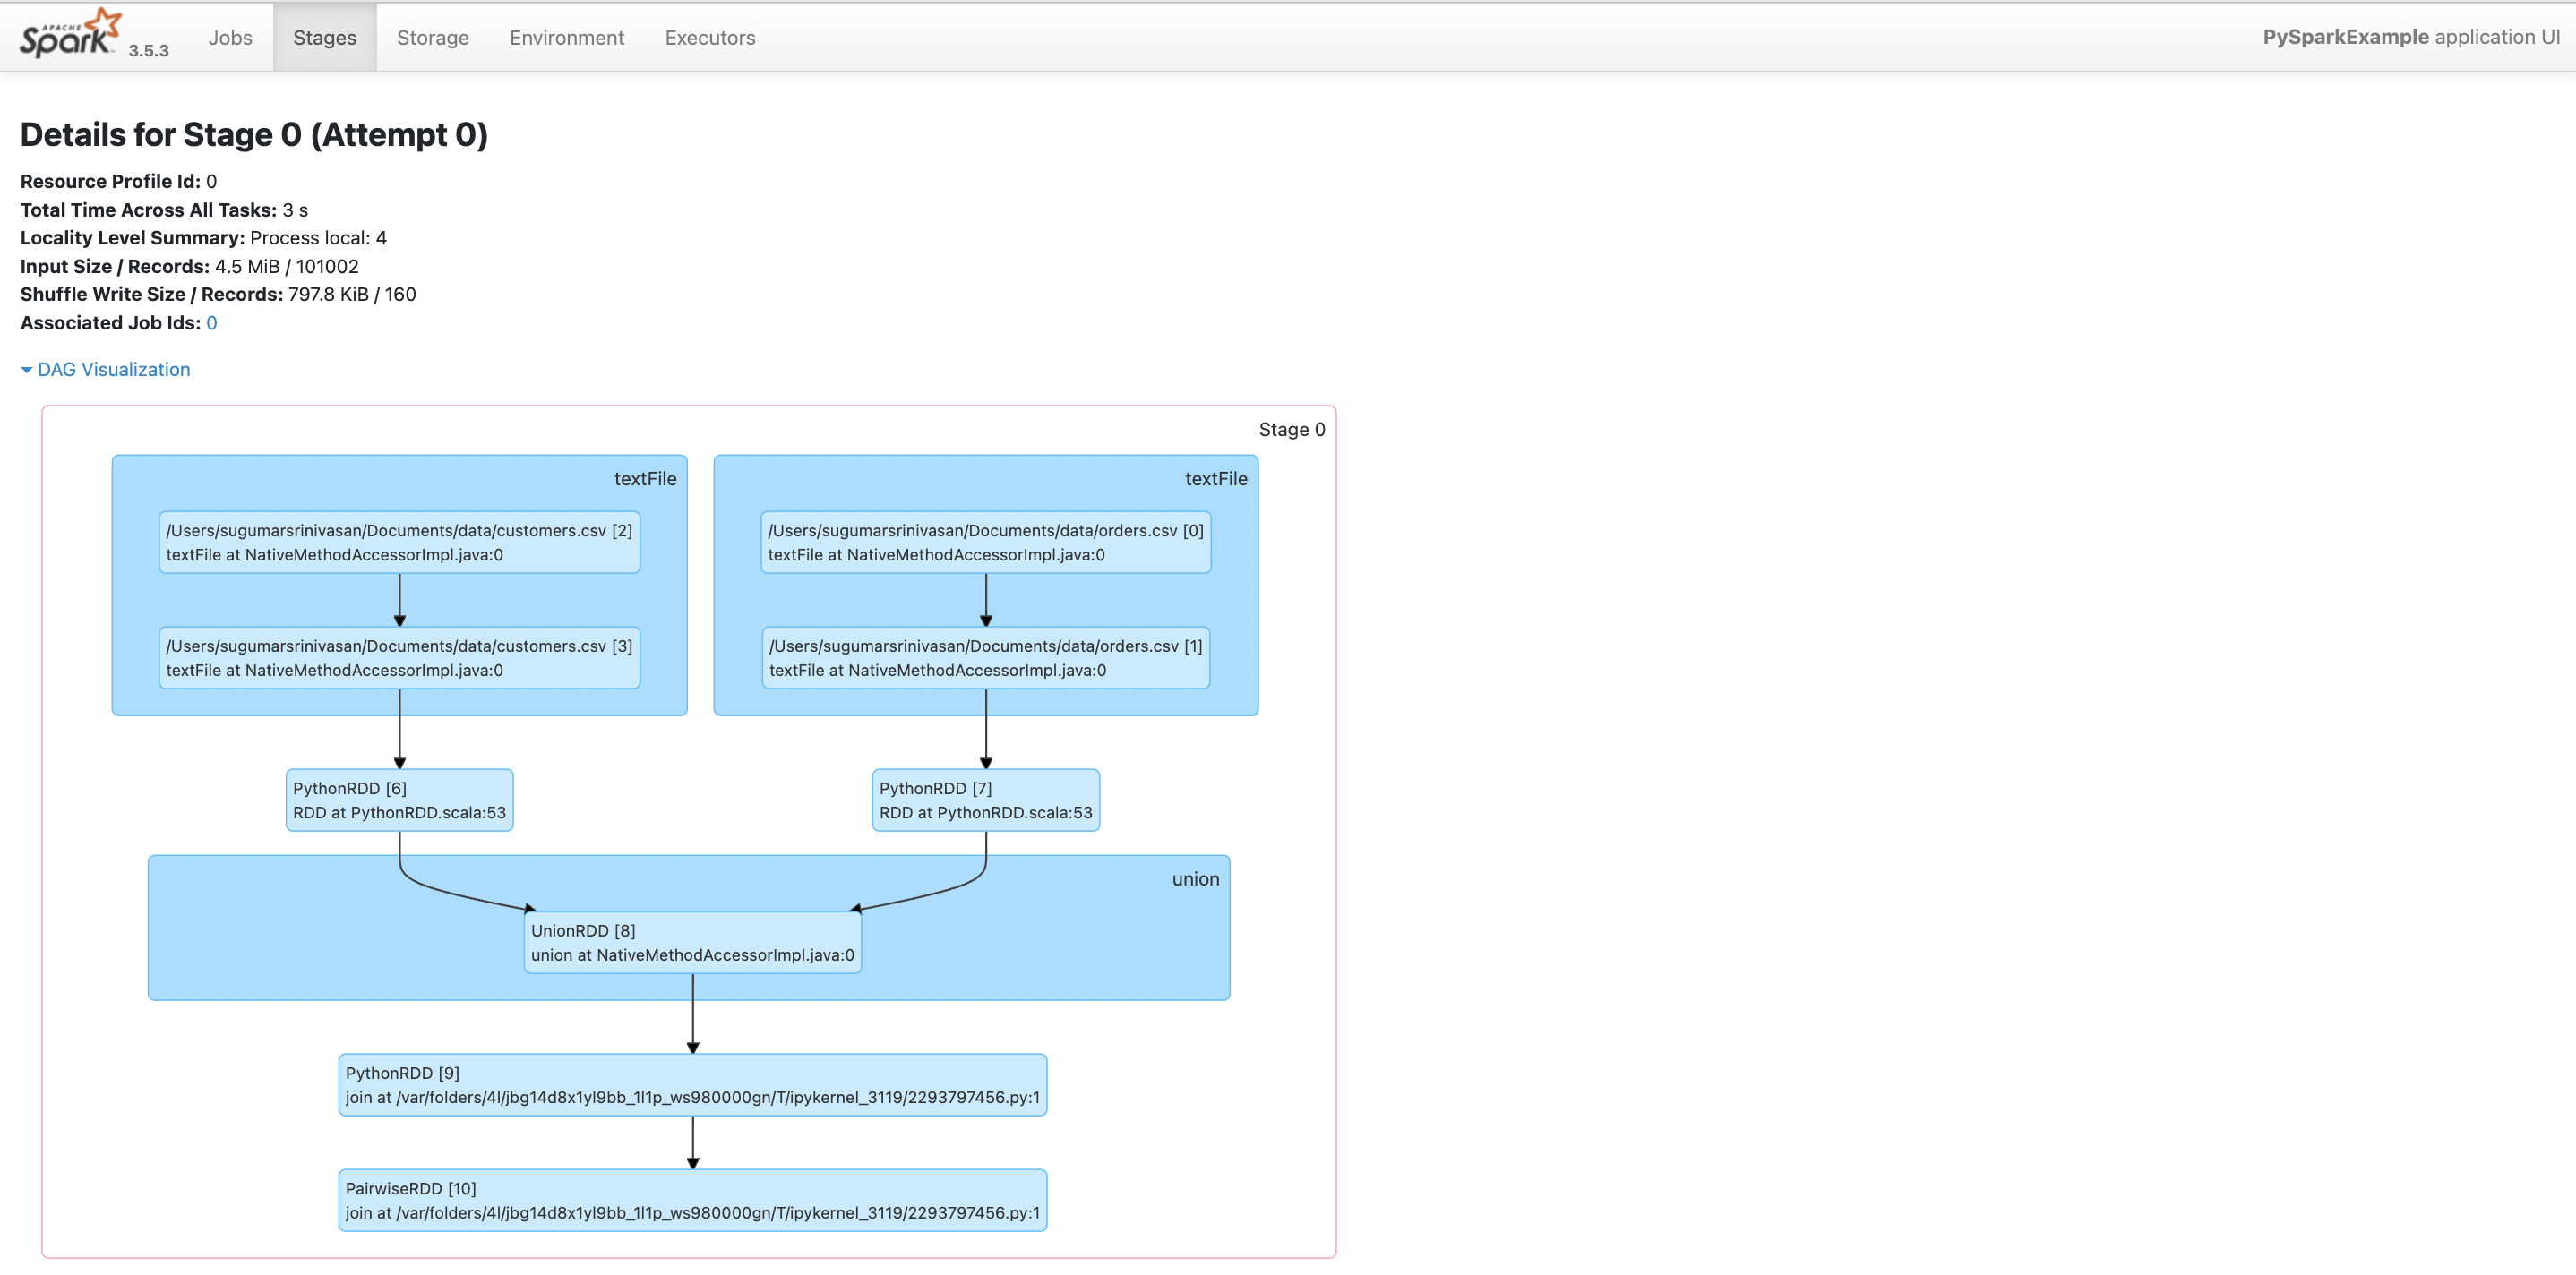 APACHE
Spark 3.5.3 Jobs Stages Storage Environment Executors PySparkExample application UI
Details for Stage 0 (Attempt 0)
Resource Profile Id: 0
Total Time Across All Tasks: 3 s
Locality Level Summary: Process local: 4
Input Size / Records: 4.5 MiB / 101002
Shuffle Write Size / Records: 797.8 KiB / 160
Associated Job Ids: 0
DAG Visualization
Stage 0
textFile
/Users/sugumarsrinivasan/Documents/data/customers.csv [2]
textFile at NativeMethodAccessorImpl.java:0
/Users/sugumarsrinivasan/Documents/data/customers.csv [3]
textFile at NativeMethodAccessorImpl.java:0
textFile
/Users/sugumarsrinivasan/Documents/data/orders.csv [0]
textFile at NativeMethodAccessorImpl.java:0
/Users/sugumarsrinivasan/Documents/data/orders.csv [1]
textFile at NativeMethodAccessorImpl.java:0
PythonRDD [6]
RDD at PythonRDD.scala:53
PythonRDD [7]
RDD at PythonRDD.scala:53
union
UnionRDD [8]
union at NativeMethodAccessorImpl.java:0
PythonRDD [9]
join at /var/folders/4l/jbg14d8x1yl9bb_1l1p_ws980000gn/T/ipykernel_3119/2293797456.py:1
PairwiseRDD [10]
join at /var/folders/4l/jbg14d8x1yl9bb_1l1p_ws980000gn/T/ipykernel_3119/2293797456.py:1